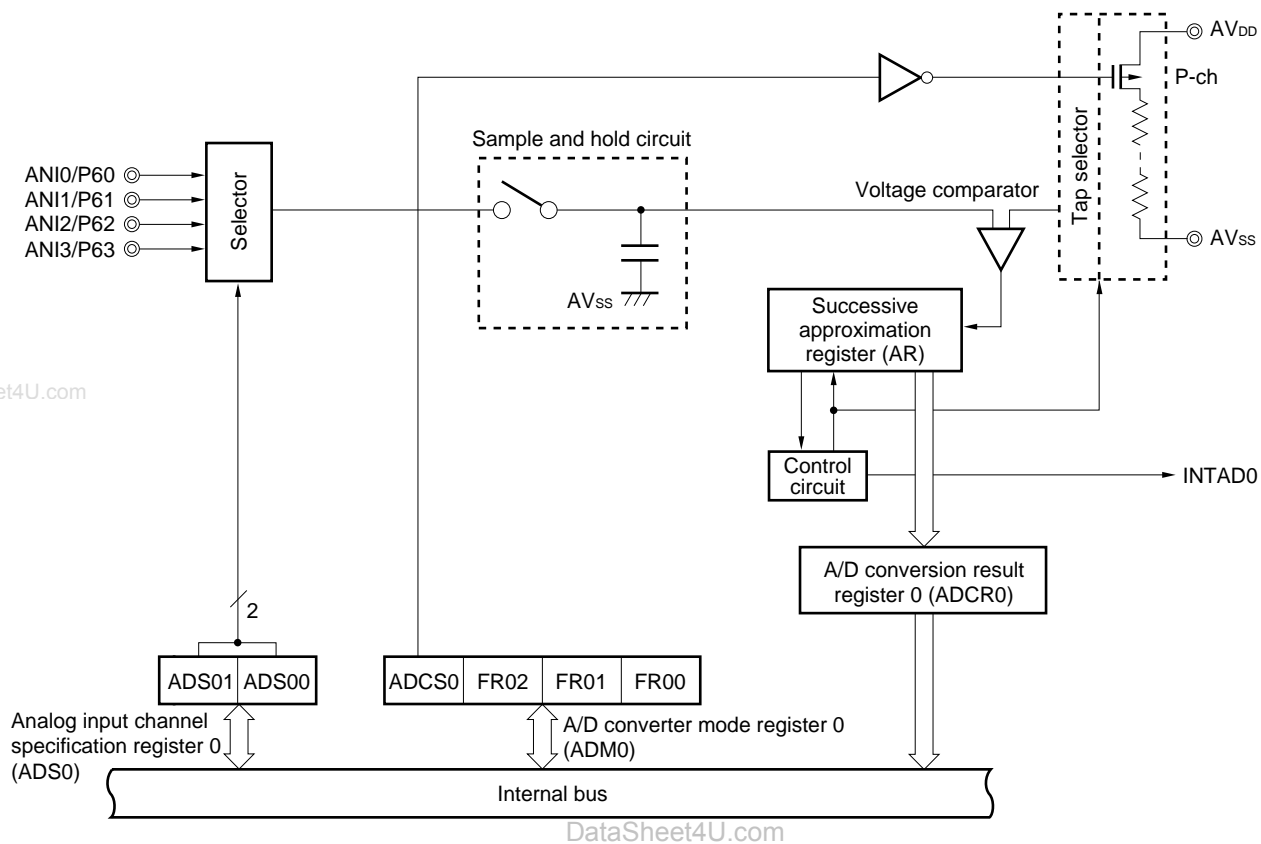 AVDD
P-ch
Tap selector
AVSS
Sample and hold circuit
AVSS
Voltage comparator
ANI0/P60
ANI1/P61
ANI2/P62
ANI3/P63
Selector
Successive
approximation
register (AR)
et4U.com
Control
circuit
INTAD0
A/D conversion result
register 0 (ADCR0)
2
ADS01 ADS00
ADCS0 FR02 FR01 FR00
Analog input channel
specification register 0
(ADS0)
A/D converter mode register 0
(ADM0)
Internal bus
DataSheet4U.com